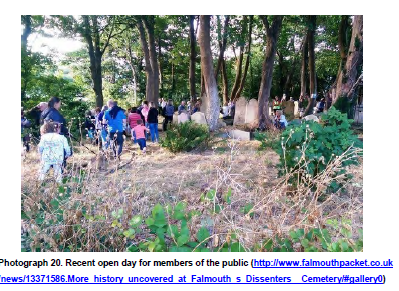 Photograph 20. Recent open day for members of the public (http://www.falmouthpacket.co.uk
/news/13371586.More_history_uncovered_at_Falmouth_s_Dissenters__Cemetery/#gallery0)